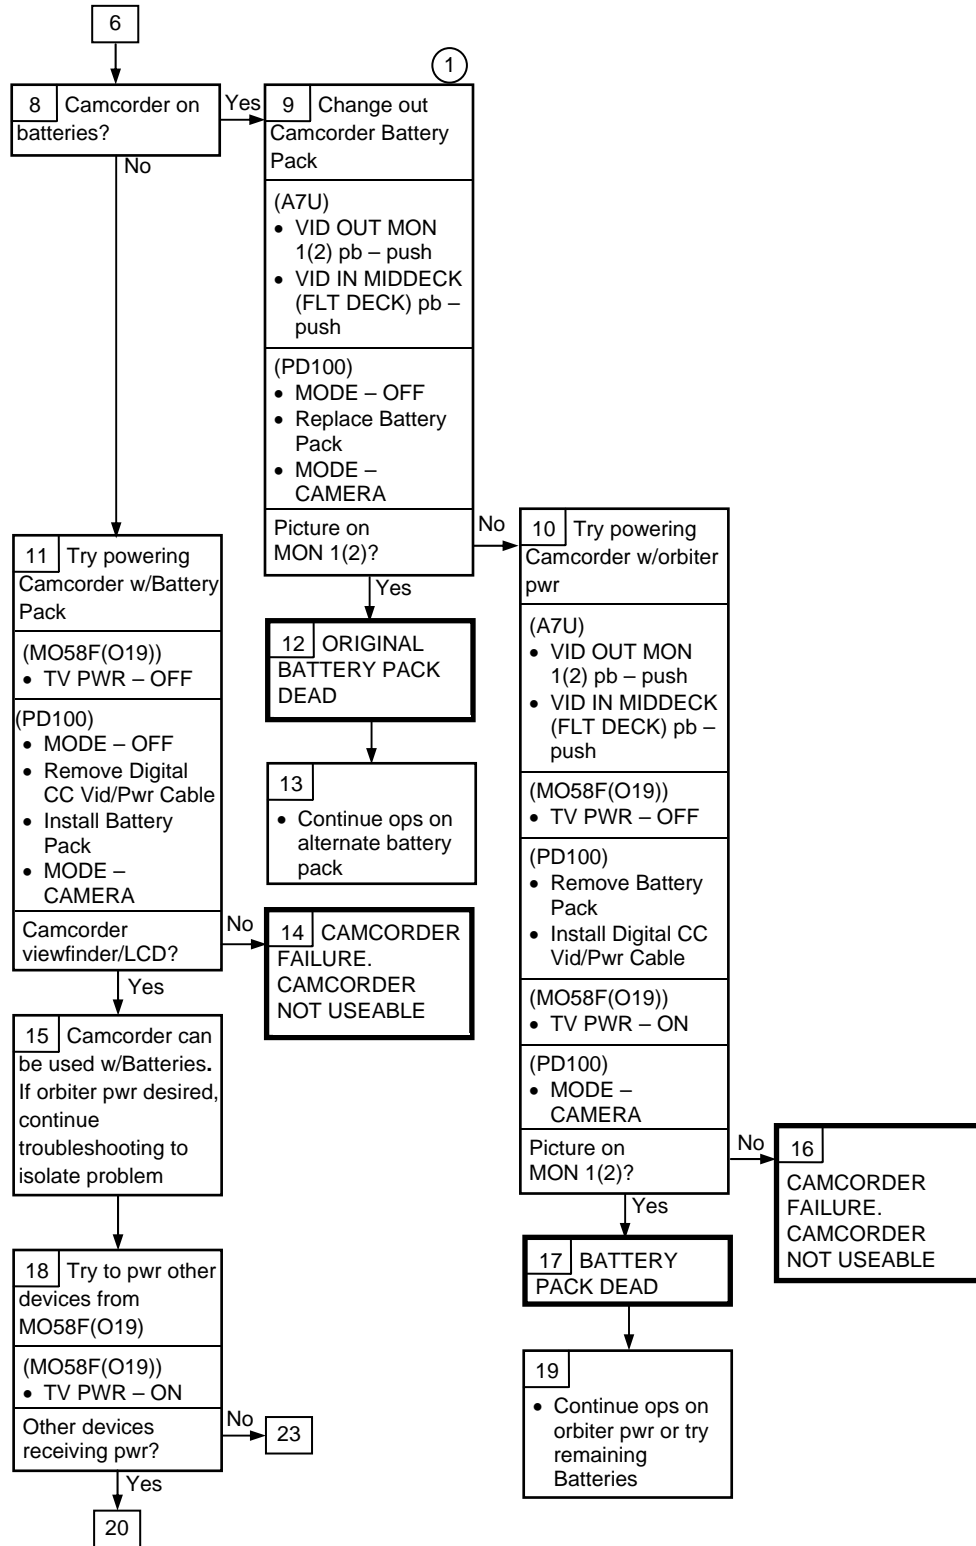 6
1
8 Camcorder on
batteries?
Yes
No
9 Change out
Camcorder Battery
Pack
(A7U)
• VID OUT MON
1(2) pb – push
• VID IN MIDDECK
(FLT DECK) pb –
push
(PD100)
• MODE – OFF
• Replace Battery
Pack
• MODE –
CAMERA
Picture on
MON 1(2)?
No
Yes
10 Try powering
Camcorder w/orbiter
pwr
(A7U)
• VID OUT MON
1(2) pb – push
• VID IN MIDDECK
(FLT DECK) pb –
push
(MO58F(O19))
• TV PWR – OFF
(PD100)
• Remove Battery
Pack
• Install Digital CC
Vid/Pwr Cable
(MO58F(O19))
• TV PWR – ON
(PD100)
• MODE –
CAMERA
Picture on
MON 1(2)?
No
Yes
11 Try powering
Camcorder w/Battery
Pack
(MO58F(O19))
• TV PWR – OFF
(PD100)
• MODE – OFF
• Remove Digital
CC Vid/Pwr Cable
• Install Battery
Pack
• MODE –
CAMERA
Camcorder
viewfinder/LCD?
No
Yes
12 ORIGINAL
BATTERY PACK
DEAD
13
• Continue ops on
alternate battery
pack
14 CAMCORDER
FAILURE.
CAMCORDER
NOT USEABLE
15 Camcorder can
be used w/Batteries.
If orbiter pwr desired,
continue
troubleshooting to
isolate problem
16
CAMCORDER
FAILURE.
CAMCORDER
NOT USEABLE
17 BATTERY
PACK DEAD
18 Try to pwr other
devices from
MO58F(O19)
(MO58F(O19))
• TV PWR – ON
Other devices
receiving pwr?
No
23
Yes
20
19
• Continue ops on
orbiter pwr or try
remaining
Batteries